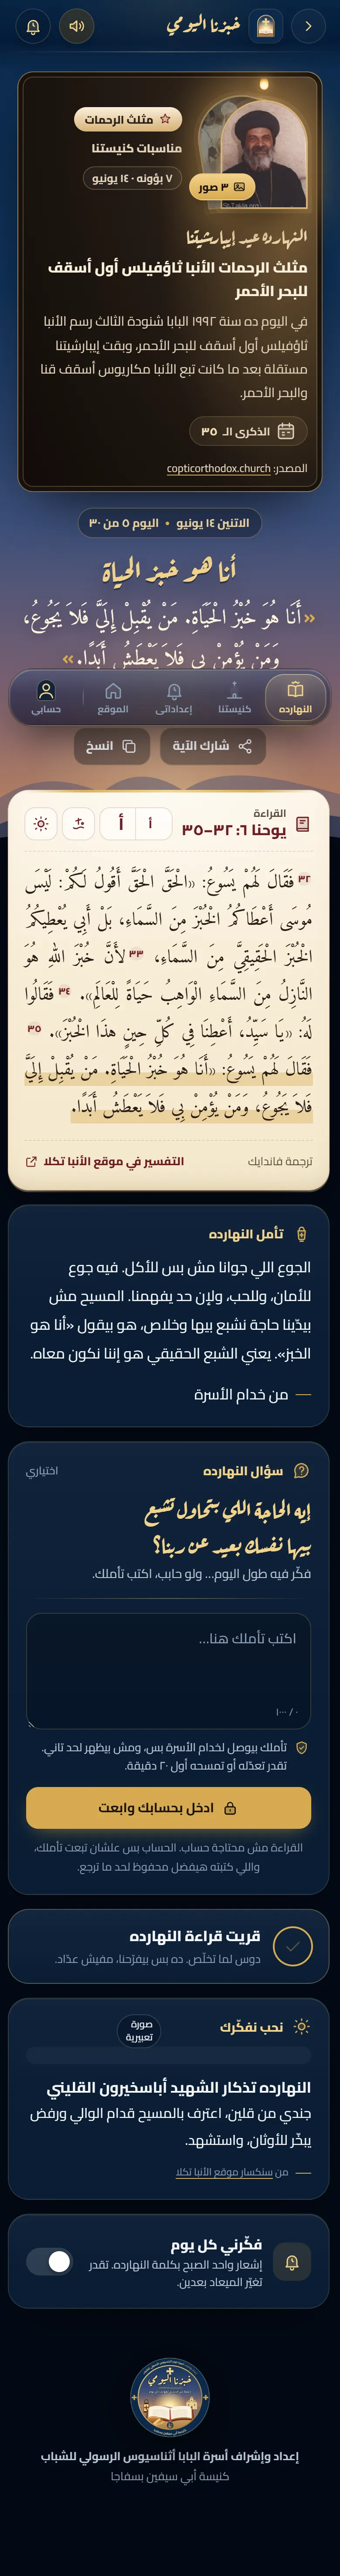 خبزنا اليومي
مثلث الرحمات
مناسبات كنيستنا
٧ بؤونه · ١٤ يونيو
٣ صور
St-Takla.org
النهارده عيد إيبارشيتنا
مثلث الرحمات الأنبا ثاؤفيلس أول أسقف
للبحر الأحمر
في اليوم ده سنة ١٩٩٢ البابا شنودة الثالث رسم الأنبا
ثاؤفيلس أول أسقف للبحر الأحمر، وبقت إيبارشيتنا
مستقلة بعد ما كانت تبع الأنبا مكاريوس أسقف قنا
والبحر الأحمر.
الذكرى الـ ٣٥
المصدر: copticorthodox.church
الاثنين ١٤ يونيو • اليوم ٥ من ٣٠
أنا هو خبز الحياة
«أَنَا هُوَ خُبْزُ الْحَيَاةِ. مَنْ يُقْبِلْ إِلَيَّ فَلاَ يَجُوعُ،
وَمَنْ يُؤْمِنْ بِي فَلاَ يَعْطَشُ أَبَدًا.»
النهارده
كنيستنا
إعداداتي
الموقع
حسابي
شارك الآية
انسخ
القراءة
يوحنا ٦: ٣٢–٣٥
أ
أ
٣٢ فَقَالَ لَهُمْ يَسُوعُ: «الْحَقَّ الْحَقَّ أَقُولُ لَكُمْ: لَيْسَ
مُوسَى أَعْطَاكُمُ الْخُبْزَ مِنَ السَّمَاءِ، بَلْ أَبِي يُعْطِيكُمُ
الْخُبْزَ الْحَقِيقِيَّ مِنَ السَّمَاءِ، ٣٣ لأَنَّ خُبْزَ اللهِ هُوَ
النَّازِلُ مِنَ السَّمَاءِ الْوَاهِبُ حَيَاةً لِلْعَالَمِ». ٣٤ فَقَالُوا
لَهُ: «يَا سَيِّدُ، أَعْطِنَا فِي كُلِّ حِينٍ هذَا الْخُبْزَ». ٣٥
فَقَالَ لَهُمْ يَسُوعُ: «أَنَا هُوَ خُبْزُ الْحَيَاةِ. مَنْ يُقْبِلْ إِلَيَّ
فَلاَ يَجُوعُ، وَمَنْ يُؤْمِنْ بِي فَلاَ يَعْطَشُ أَبَدًا.
ترجمة فاندايك
التفسير في موقع الأنبا تكلا
تأمل النهارده
الجوع اللي جوانا مش بس للأكل. فيه جوع
للأمان، وللحب، ولإن حد يفهمنا. المسيح مش
بيدّينا حاجة نشبع بيها وخلاص، هو بيقول «أنا هو
الخبز». يعني الشبع الحقيقي هو إننا نكون معاه.
— من خدام الأسرة
سؤال النهارده
اختياري
إيه الحاجة اللي بتحاول تشبع
بيها نفسك بعيد عن ربنا؟
فكّر فيه طول اليوم… ولو حابب، اكتب تأملك.
اكتب تأملك هنا…
٠ / ١٠٠٠
تأملك بيوصل لخدام الأسرة بس، ومش بيظهر لحد تاني.
تقدر تعدّله أو تمسحه أول ٢٠ دقيقة.
ادخل بحسابك وابعت
القراءة مش محتاجة حساب. الحساب بس علشان تبعت تأملك،
واللي كتبته هيفضل محفوظ لحد ما ترجع.
قريت قراءة النهارده
دوس لما تخلّص. ده بس بيفرّحنا، مفيش عدّاد.
نحب نفكّرك
صورة
تعبيرية
النهارده تذكار الشهيد أباسخيرون القليني
جندي من قلين، اعترف بالمسيح قدام الوالي ورفض
يبخّر للأوثان، واستشهد.
— من سنكسار موقع الأنبا تكلا
فكّرني كل يوم
إشعار واحد الصبح بكلمة النهارده. تقدر
تغيّر الميعاد بعدين.
خبزنا اليومي
إعداد وإشراف أسرة البابا أثناسيوس الرسولي للشباب
كنيسة أبي سيفين بسفاجا